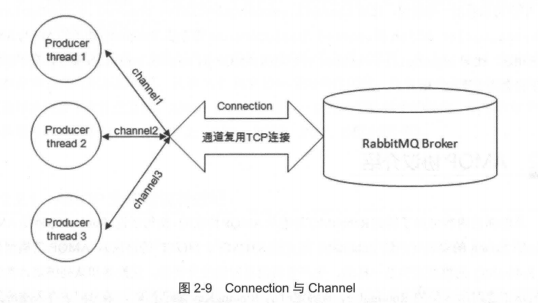 Producer
thread 1
channel1
Producer
thread 2
channel2
Producer
thread 3
channel3
Connection
通道复用TCP连接
RabbitMQ Broker
图 2-9 Connection 与 Channel